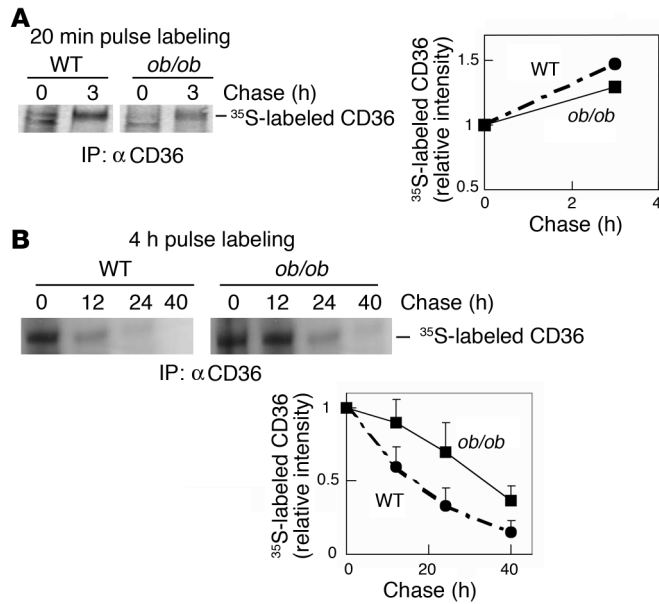 A
20 min pulse labeling
WT ob/ob
0 3 0 3 Chase (h)
– ³⁵S-labeled CD36
IP: αCD36
³⁵S-labeled CD36
(relative intensity)
1.5
1
0.5
WT
ob/ob
0 2 4
Chase (h)
B
4 h pulse labeling
WT ob/ob
0 12 24 40 0 12 24 40 Chase (h)
– ³⁵S-labeled CD36
IP: αCD36
³⁵S-labeled CD36
(relative intensity)
1
0.5
0
ob/ob
WT
0 20 40
Chase (h)